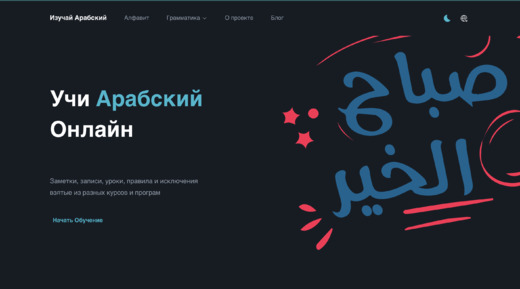 Изучай Арабский
Алфавит
Грамматика
О проекте
Блог
Учи Арабский
Онлайн
Заметки, записи, уроки, правила и исключения
взятые из разных курсов и програм
Начать Обучение
صباح
الخير